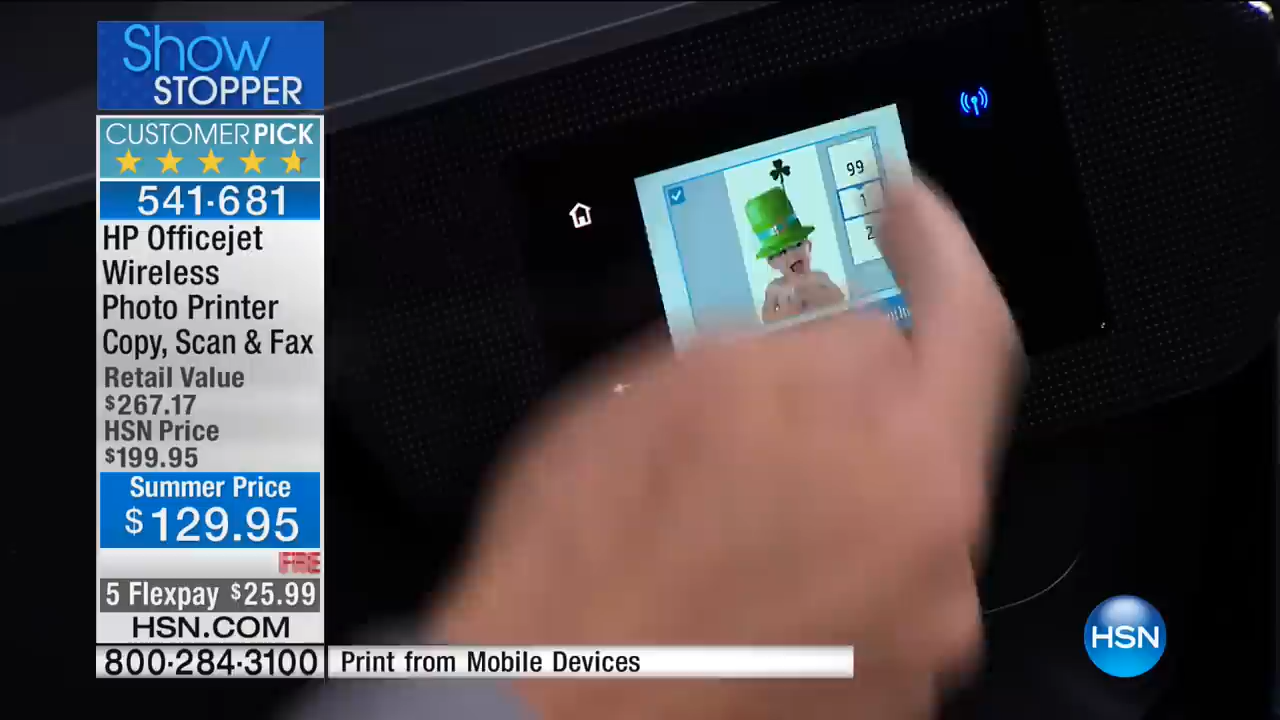 Show
STOPPER
CUSTOMER PICK
541·681
HP Officejet
Wireless
Photo Printer
Copy, Scan & Fax
Retail Value
$267.17
HSN Price
$199.95
Summer Price
$129.95
FRE
5 Flexpay $25.99
HSN.COM
800·284·3100
Print from Mobile Devices
99
1
2
HSN